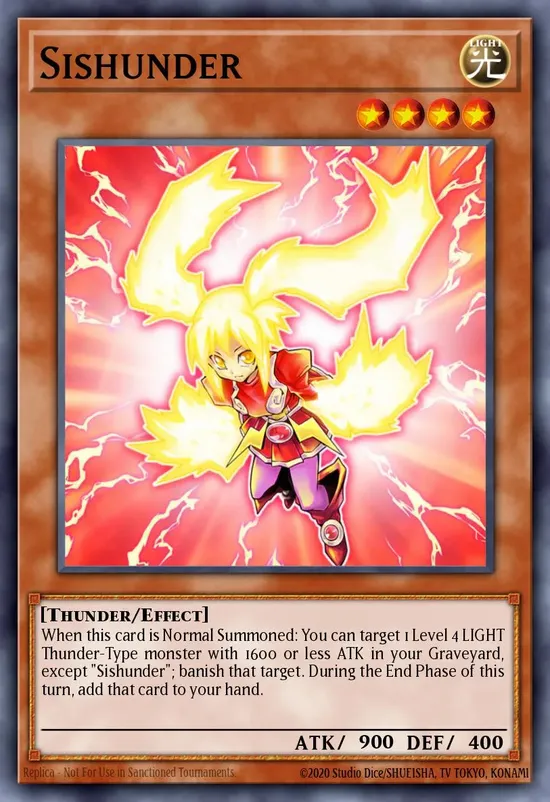 Sishunder
LIGHT
光
[Thunder/Effect]
When this card is Normal Summoned: You can target 1 Level 4 LIGHT
Thunder-Type monster with 1600 or less ATK in your Graveyard,
except "Sishunder"; banish that target. During the End Phase of this
turn, add that card to your hand.
ATK/ 900 DEF/ 400
Replica - Not For Use in Sanctioned Tournaments
©2020 Studio Dice/SHUEISHA, TV TOKYO, KONAMI